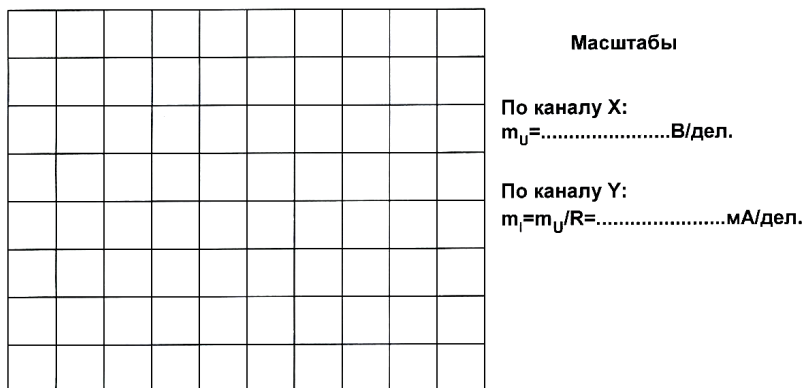 Масштабы
По каналу X:
mU=.......................В/дел.
По каналу Y:
mI=mU/R=.......................мА/дел.